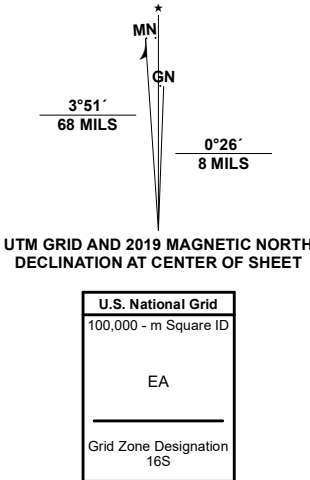 MN
GN
3°51´
68 MILS
0°26´
8 MILS
UTM GRID AND 2019 MAGNETIC NORTH
DECLINATION AT CENTER OF SHEET
U.S. National Grid
100,000 - m Square ID
EA
Grid Zone Designation
16S